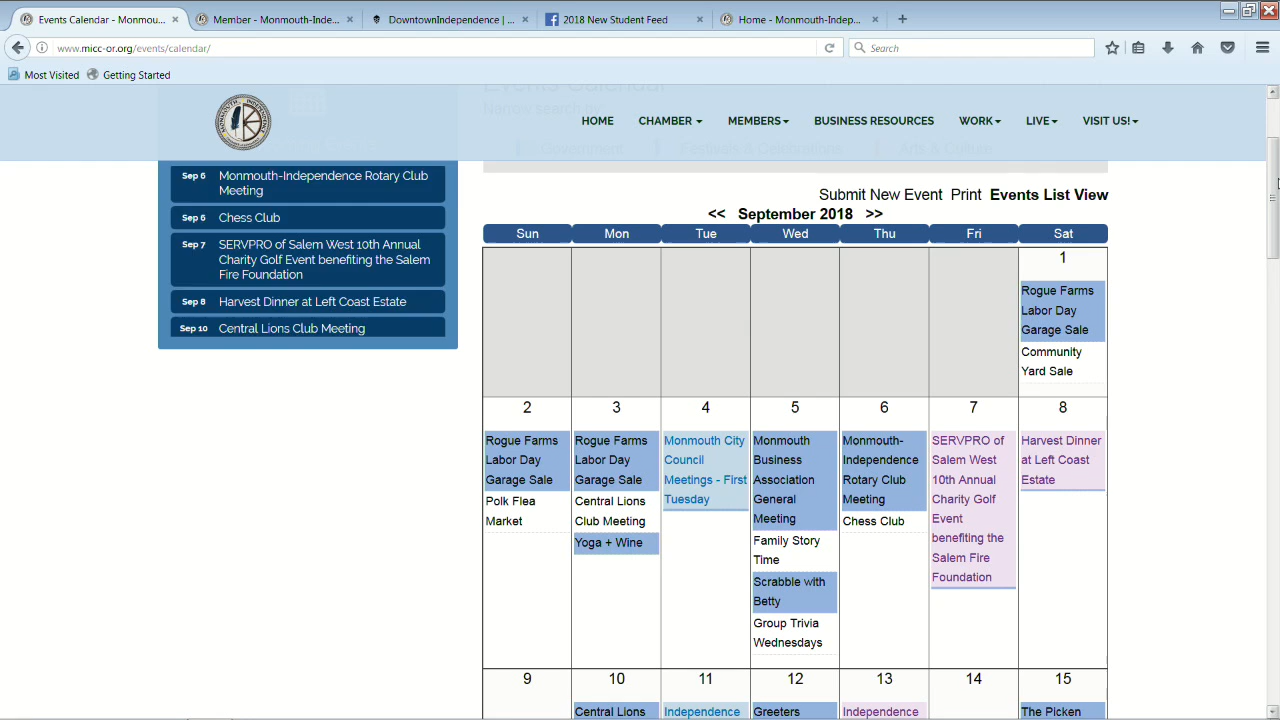 Events Calendar - Monmou...
Member - Monmouth-Inde...
DowntownIndependence | ...
2018 New Student Feed
Home - Monmouth-Indep...
www.micc-or.org/events/calendar/
Search
Most Visited
Getting Started
Events Calendar
Narrow search by:
HOME
CHAMBER
MEMBERS
BUSINESS RESOURCES
WORK
LIVE
VISIT US!
Government
Festivals & Celebrations
Arts & Culture
Sep 6 Monmouth-Independence Rotary Club
Meeting
Sep 6 Chess Club
Sep 7 SERVPRO of Salem West 10th Annual
Charity Golf Event benefiting the Salem
Fire Foundation
Sep 8 Harvest Dinner at Left Coast Estate
Sep 10 Central Lions Club Meeting
Submit New Event Print Events List View
<< September 2018 >>
Sun Mon Tue Wed Thu Fri Sat
1
Rogue Farms
Labor Day
Garage Sale
Community
Yard Sale
2
Rogue Farms
Labor Day
Garage Sale
Polk Flea
Market
3
Rogue Farms
Labor Day
Garage Sale
Central Lions
Club Meeting
Yoga + Wine
4
Monmouth City
Council
Meetings - First
Tuesday
5
Monmouth
Business
Association
General
Meeting
Family Story
Time
Scrabble with
Betty
Group Trivia
Wednesdays
6
Monmouth-
Independence
Rotary Club
Meeting
Chess Club
7
SERVPRO of
Salem West
10th Annual
Charity Golf
Event
benefiting the
Salem Fire
Foundation
8
Harvest Dinner
at Left Coast
Estate
9
10
Central Lions
11
Independence
12
Greeters
13
Independence
14
15
The Picken